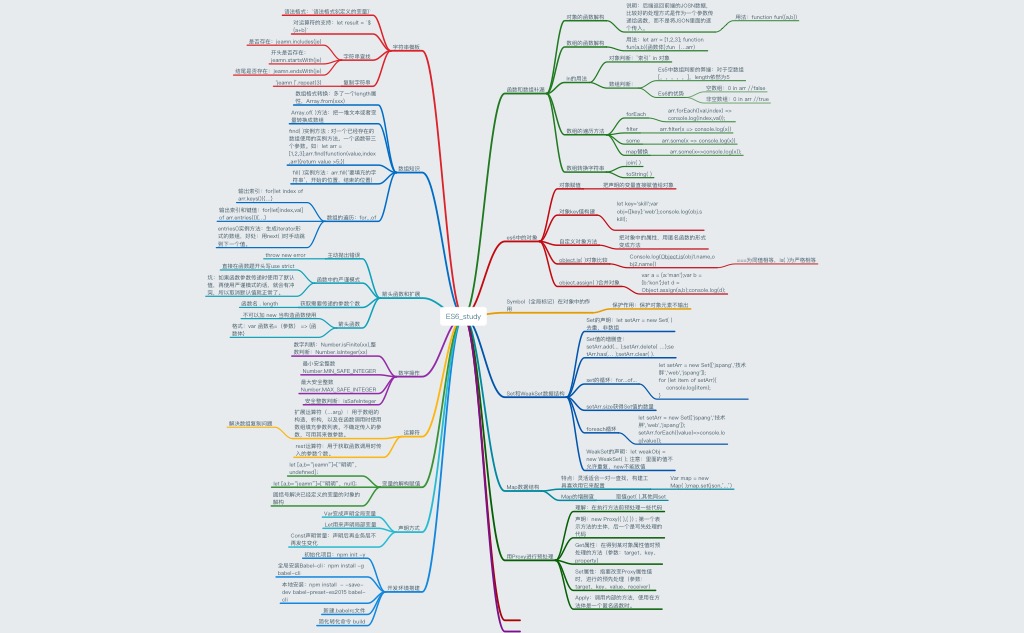 ES6_study
字符串模板
语法格式：`语法格式${定义的变量}`
对运算符的支持：let result = `$
{a+b}`
字符串查找
是否存在：jeamn.includes(je)
开头是否存在：
jeamn.startsWith(je)
结尾是否存在：jeamn.endsWith(je)
复制字符串
'jeamn |'.repeat(3)
数组知识
数组格式转换：多了一个length属
性，Array.from(xxx)
Array.of( )方法：把一堆文本或者变
量转换成数组
find( )实例方法：对一个已经存在的
数组使用的实例方法。一个函数带三
个参数。如：let arr =
[1,2,3],arr.find(function(value,index
,arr){return value >5;})
fill( )实例方法：arr.fill("要填充的字
符串"，开始的位置，结束的位置)
数组的遍历：for...of
输出索引：for(let index of
arr.keys()){...}
输出索引和键值：for(let[index,val]
of arr.entries()){...}
entries()实例方法：生成Iterator形
式的数组，好处：用next( )时手动跳
到下一个值。
箭头函数和扩展
主动抛出错误
throw new error
函数中的严谨模式
直接在函数题开头写use strict
坑：如果函数参数传递时使用了默认
值，再使用严谨模式的话，就会有冲
突，所以取消默认值就正常了。
获取需要传递的参数个数
函数名．length
箭头函数
不可以加 new 当构造函数使用
格式：var 函数名=（参数） => {函
数体}
数字操作
数字判断：Number.isFinite(xx),整
数判断：Number.isInteger(xx)
最小安全整数
Number.MIN_SAFE_INTEGER
最大安全整数
Number.MAX_SAFE_INTEGER
安全整数判断：isSafeInteger
运算符
扩展运算符（...arg）：用于数组的
构造、析构，以及在函数调用时使用
数组填充参数列表。不确定传入的参
数，可用其来做参数。
解决数组复制问题
rest运算符：用于获取函数调用时传
入的参数个数。
变量的解构赋值
let [a,b="jeamn"]=["明明",
undefined];
let [a,b="jeamn"]=["明明", null];
圆括号解决已经定义的变量的对象的
解构
声明方式
Var变成声明全局变量
Let用来声明局部变量
Const声明常量：声明后再业务后不
再发生变化
开发环境搭建
初始化项目：npm init -y
全局安装Babel-cli：npm install -g
babel-cli
本地安装：npm install - -save-
dev babel-preset-es2015 babel-
cli
新建.babelrc文件
固化转化命令 build
函数和数组补漏
对象的函数解构
说明：后端返回前端的JOSN数据,
比较好的处理方式是作为一个参数传
递给函数，而不是将JSON里面的逐
个传入。
用法：function fun({a,b})
数组的函数解构
用法：let arr = [1,2,3]; function
fun(a,b){函数体};fun（...arr）
in的用法
对象判断：'索引' in 对象
数组判断：
Es5中数组判断的弊端：对于空数组
[，，，，，]，length依然为5
Es6的优势
空数组：0 in arr //false
非空数组：0 in arr //true
数组的遍历方法
forEach
arr.forEach((val,index) =>
console.log(index,val));
filter
arr.filter(x => console.log(x))
some
arr.some(x => console.log(x));
map替换
arr.some(x=>console.log(x));
数组转换字符串
join( )
toString( )
es6中的对象
对象赋值
把声明的变量直接赋值给对象
对象key值构建
let key='skill';var
obj={[key]:'web'};console.log(obj.s
kill);
自定义对象方法
把对象中的属性，用匿名函数的形式
变成方法
object.is( )对象比较
Console.log(Object.is(obj1.name,o
bj2.name))
===为同值相等，is( )为严格相等
object.assign( )合并对象
var a = {a:'man'};var b =
{b:'ken'};let d =
Object.assign(a,b);console.log(d)
Symbol（全局标记）在对象中的作
用
保护作用：保护对象元素不输出
Set和WeakSet数据结构
Set的声明：let setArr = new Set( )
去重，非数组
Set值的增删查:
setArr.add(.. );setArr.delete( ...);se
tArr.has(... );setArr.clear( );
set的循环：for...of...
let setArr = new Set(['jspang','技术
胖','web','jspang']);
for (let item of setArr){
console.log(item);
}
setArr.size获得Set值的数量
foreach循环
let setArr = new Set(['jspang','技术
胖','web','jspang']);
setArr.forEach((value)=>console.lo
g(value));
WeakSet的声明：let weakObj =
new WeakSet( ); 注意：里面的值不
允许重复，new不能放值
Map数据结构
特点：灵活适合一对一查找，构建工
具喜欢用它来配置
Var map = new
Map( );map.set(json,'...')
Map的增删查
取值get( ),其他同set
用Proxy进行预处理
理解：在执行方法前预处理一些代码
声明：new Proxy({ },{ })；第一个表
示方法的主体，后一个是写先处理的
代码
Get属性：在得到某对象属性值时预
处理的方法（参数：target，key，
property）
Set属性：指要改变Proxy属性值
时，进行的预先处理（参数:
target, key, value, receiver）
Apply：调用内部的方法，使用在方
法体是一个匿名函数时。